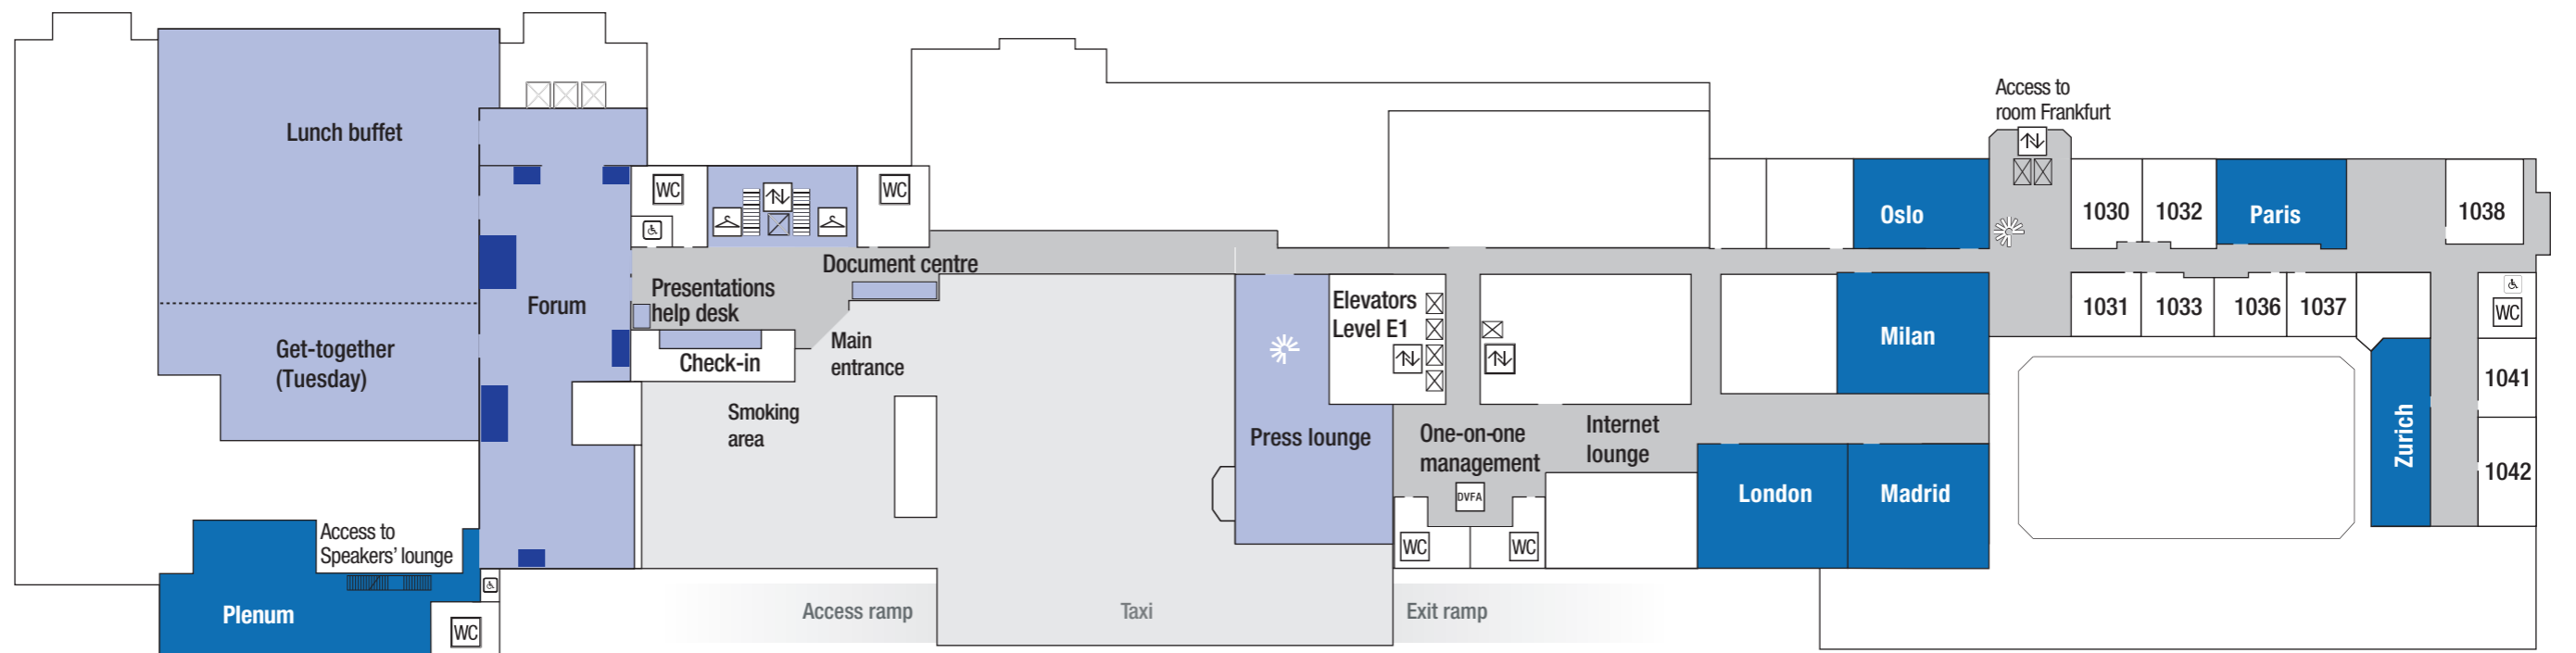 Access to
room Frankfurt
Lunch buffet
WC
WC
Oslo
1030
1032
Paris
1038
Document centre
Presentations
help desk
Forum
Elevators
Level E1
1031
1033
1036
1037
WC
Main
entrance
Check-in
Milan
Get-together
(Tuesday)
1041
Smoking
area
Press lounge
One-on-one
management
Internet
lounge
Zurich
1042
DVFA
London
Madrid
Access to
Speakers’ lounge
WC
WC
Plenum
WC
Access ramp
Taxi
Exit ramp